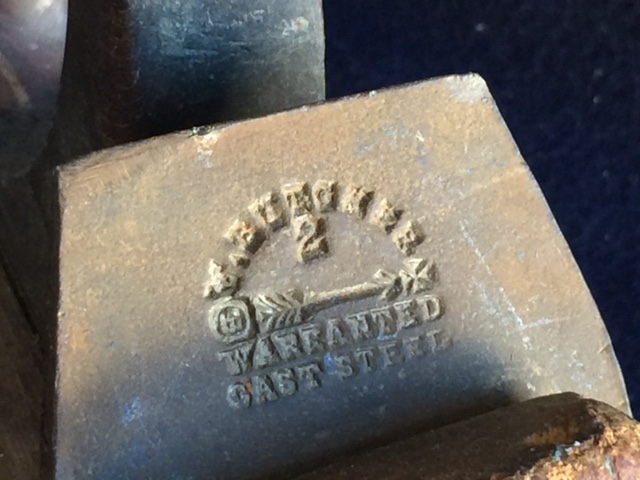 W. BUTCHER
2
WARRANTED
CAST STEEL